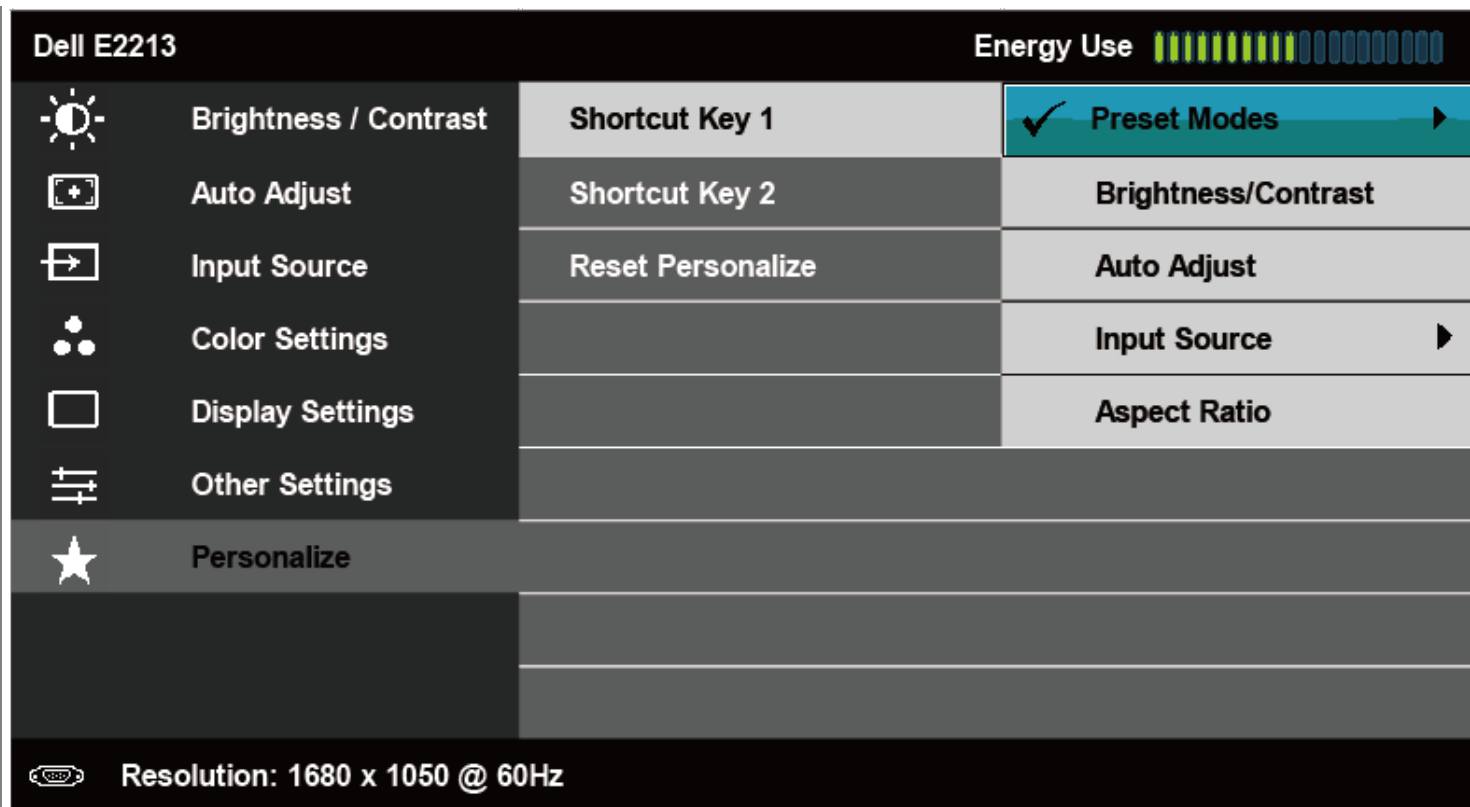 Dell E2213 Energy Use
Brightness / Contrast Shortcut Key 1 Preset Modes
Auto Adjust Shortcut Key 2 Brightness/Contrast
Input Source Reset Personalize Auto Adjust
Color Settings Input Source
Display Settings Aspect Ratio
Other Settings
Personalize
Resolution: 1680 x 1050 @ 60Hz